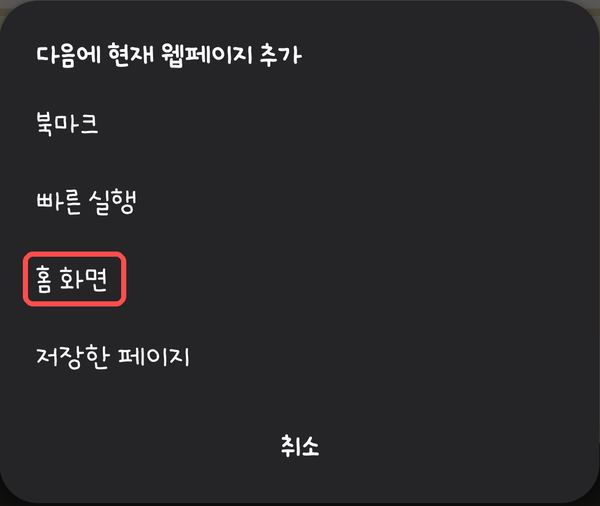 다음에 현재 웹페이지 추가
북마크
빠른 실행
홈 화면
저장한 페이지
취소